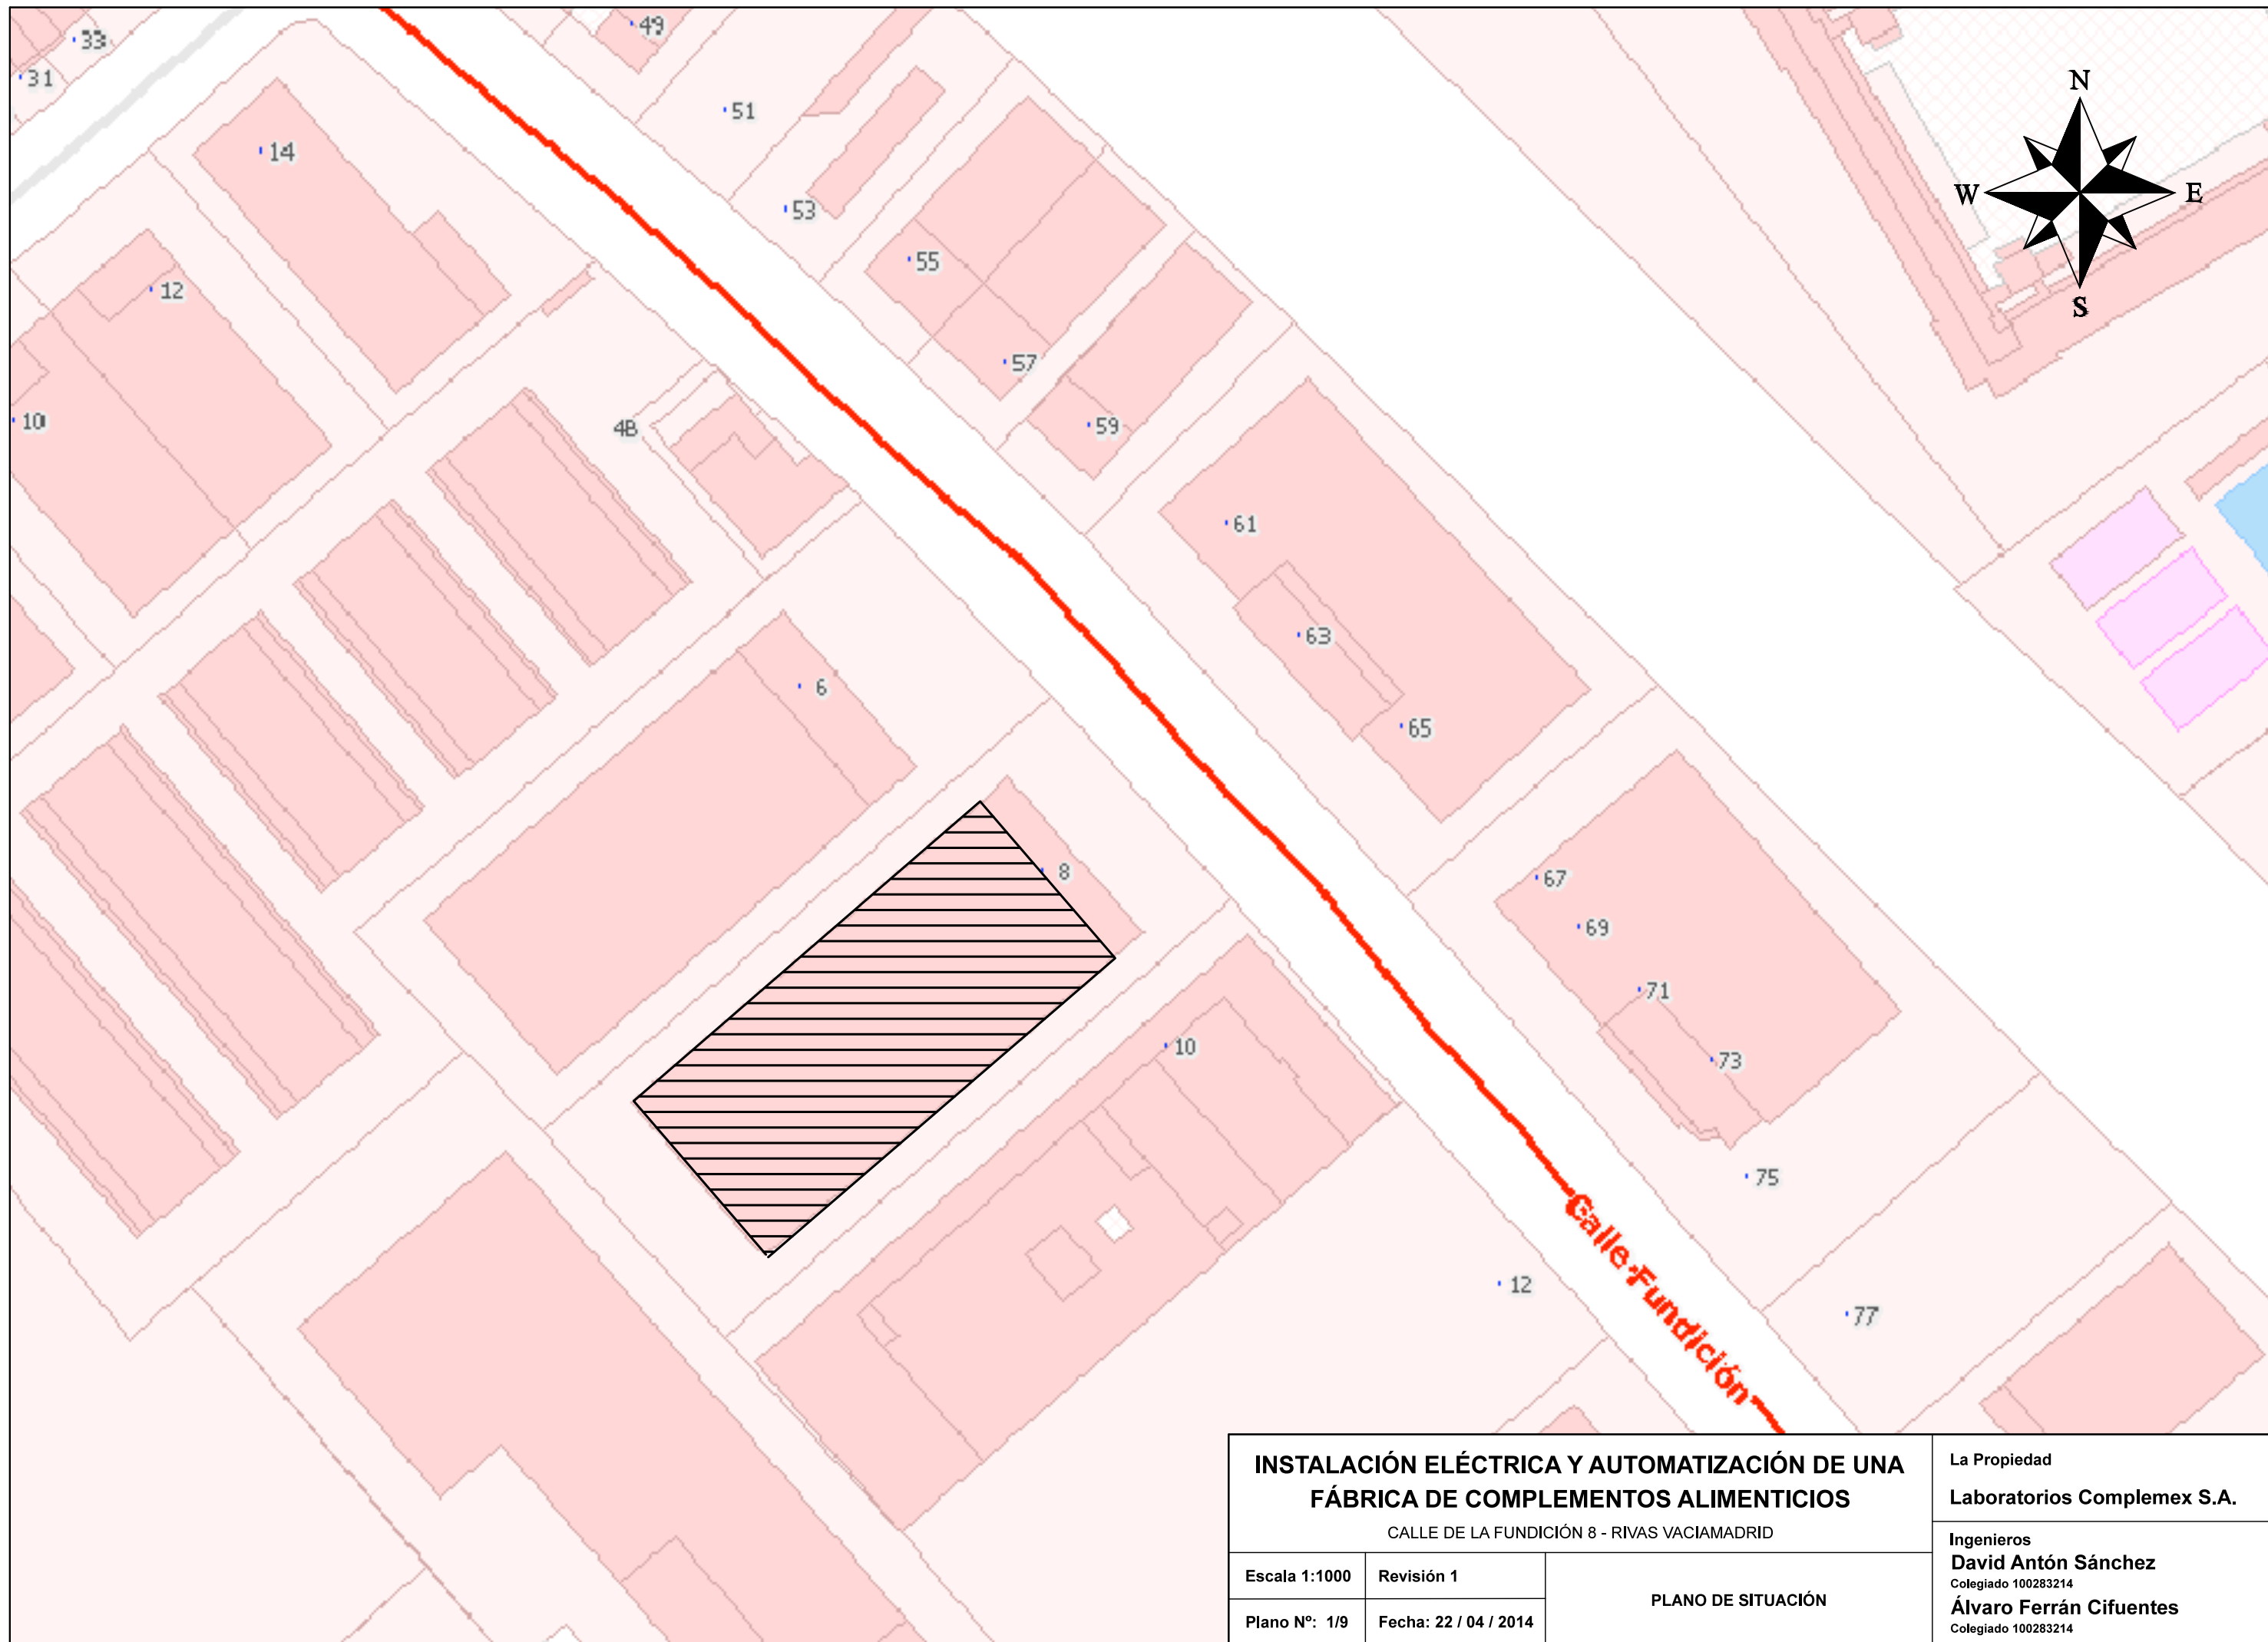 49
33
31
51
14
53
55
12
57
10
4B
59
61
63
6
65
8
67
69
71
10
73
75
12
77
N
W
E
S
Calle Fundición
INSTALACIÓN ELÉCTRICA Y AUTOMATIZACIÓN DE UNA
FÁBRICA DE COMPLEMENTOS ALIMENTICIOS
CALLE DE LA FUNDICIÓN 8 - RIVAS VACIAMADRID
Escala 1:1000
Revisión 1
Plano Nº: 1/9
Fecha: 22 / 04 / 2014
PLANO DE SITUACIÓN
La Propiedad
Laboratorios Complemex S.A.
Ingenieros
David Antón Sánchez
Colegiado 100283214
Álvaro Ferrán Cifuentes
Colegiado 100283214